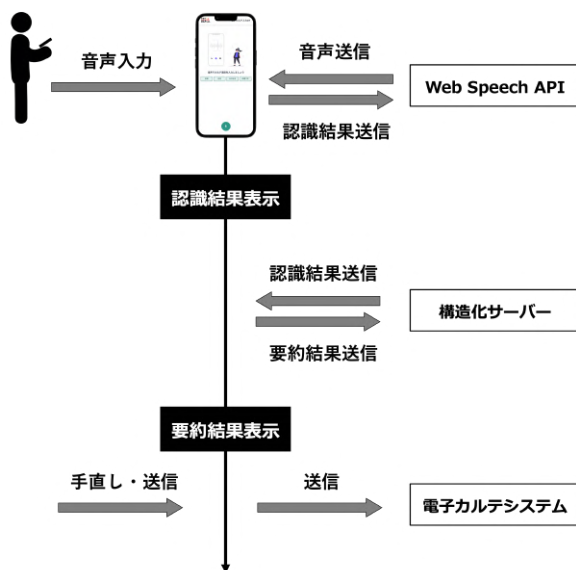 音声入力
音声送信
Web Speech API
認識結果送信
認識結果表示
認識結果送信
構造化サーバー
要約結果送信
要約結果表示
手直し・送信
送信
電子カルテシステム